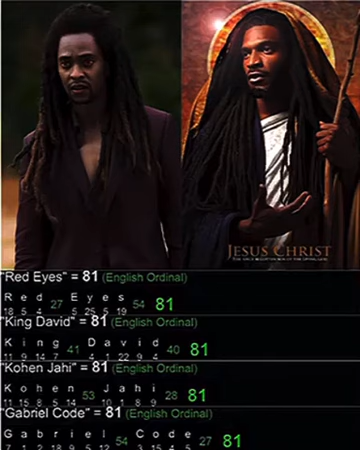 JESUS CHRIST
"Red Eyes" = 81 (English Ordinal)
R e d 27 E y e s 54 81
18 5 4 5 25 5 19
"King David" = 81 (English Ordinal)
K i n g 41 D a v i d 40 81
11 9 14 7 4 1 22 9 4
"Kohen Jahi" = 81 (English Ordinal)
K o h e n 53 J a h i 28 81
11 15 8 5 14 10 1 8 9
"Gabriel Code" = 81 (English Ordinal)
G a b r i e l 54 C o d e 27 81
7 1 2 18 9 5 12 3 15 4 5